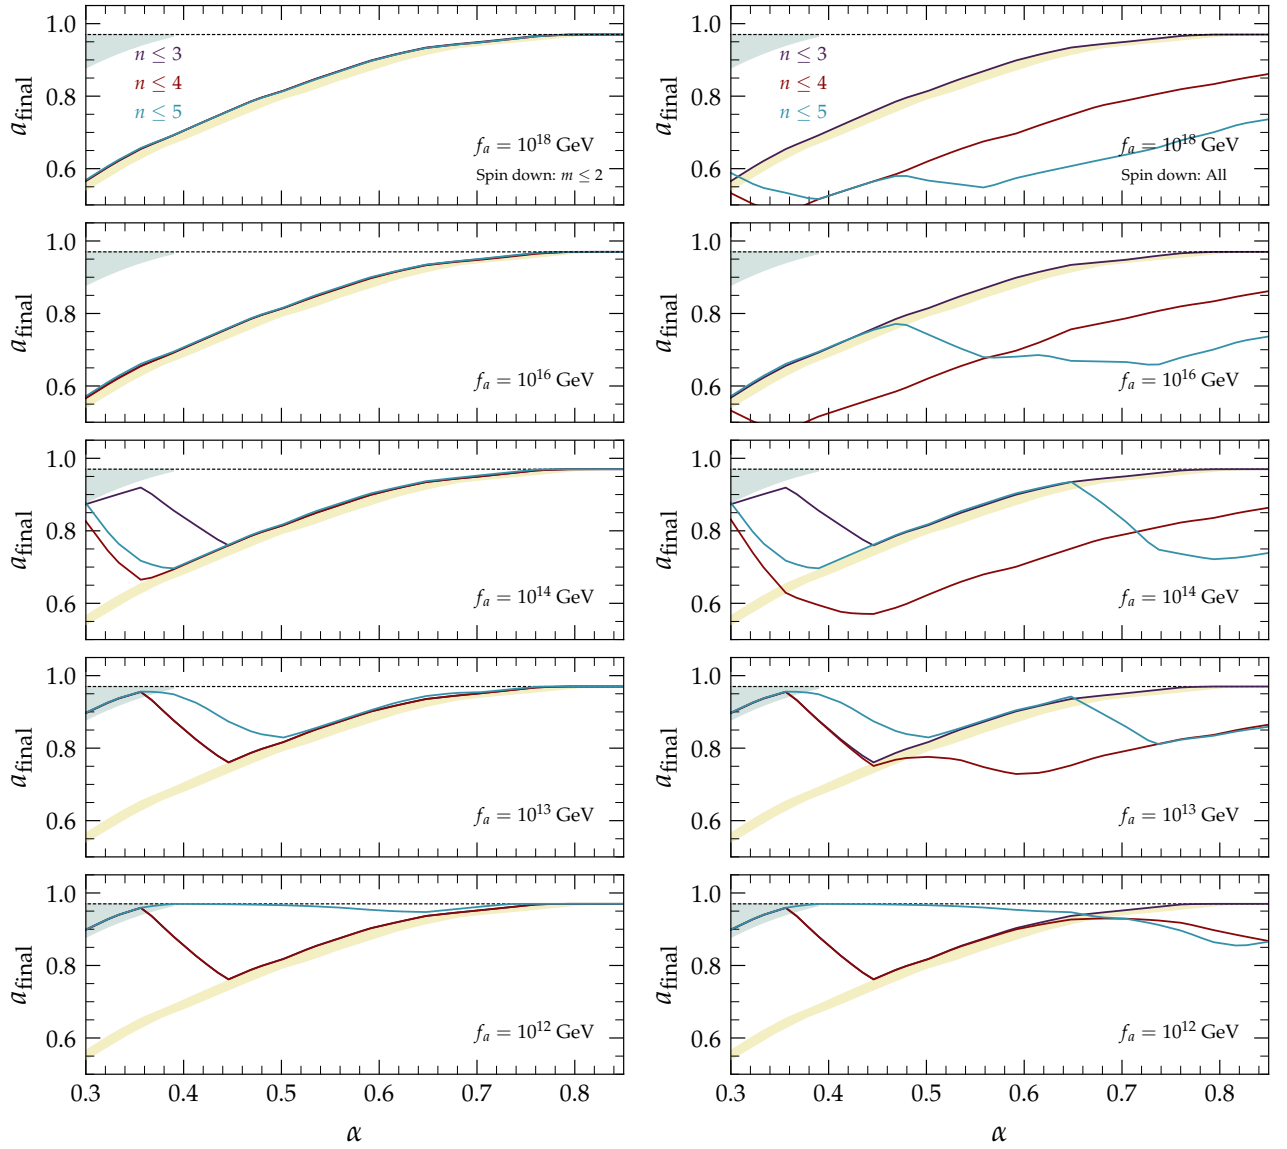 1.0
0.8
0.6
a_final
n ≤ 3
n ≤ 4
n ≤ 5
f_a = 10^18 GeV
Spin down: m ≤ 2
1.0
0.8
0.6
a_final
n ≤ 3
n ≤ 4
n ≤ 5
f_a = 10^18 GeV
Spin down: All
1.0
0.8
0.6
a_final
f_a = 10^16 GeV
1.0
0.8
0.6
a_final
f_a = 10^16 GeV
1.0
0.8
0.6
a_final
f_a = 10^14 GeV
1.0
0.8
0.6
a_final
f_a = 10^14 GeV
1.0
0.8
0.6
a_final
f_a = 10^13 GeV
1.0
0.8
0.6
a_final
f_a = 10^13 GeV
1.0
0.8
0.6
a_final
f_a = 10^12 GeV
0.3 0.4 0.5 0.6 0.7 0.8
α
1.0
0.8
0.6
a_final
f_a = 10^12 GeV
0.3 0.4 0.5 0.6 0.7 0.8
α